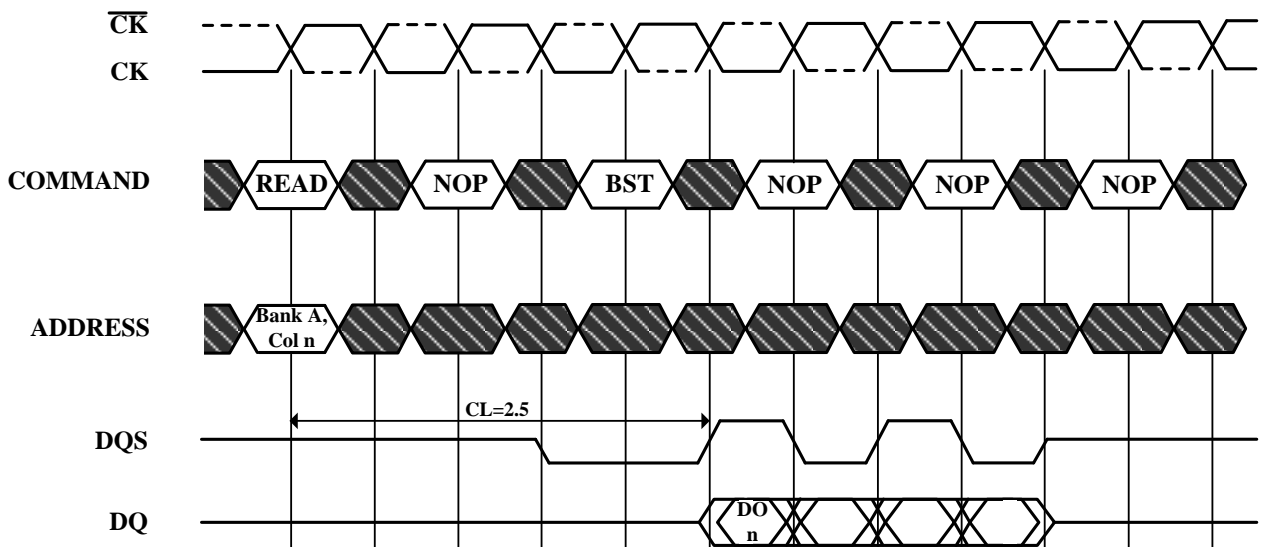 CK
CK
COMMAND
READ NOP BST NOP NOP NOP
ADDRESS
Bank A,
Col n
CL=2.5
DQS
DQ
DO
n